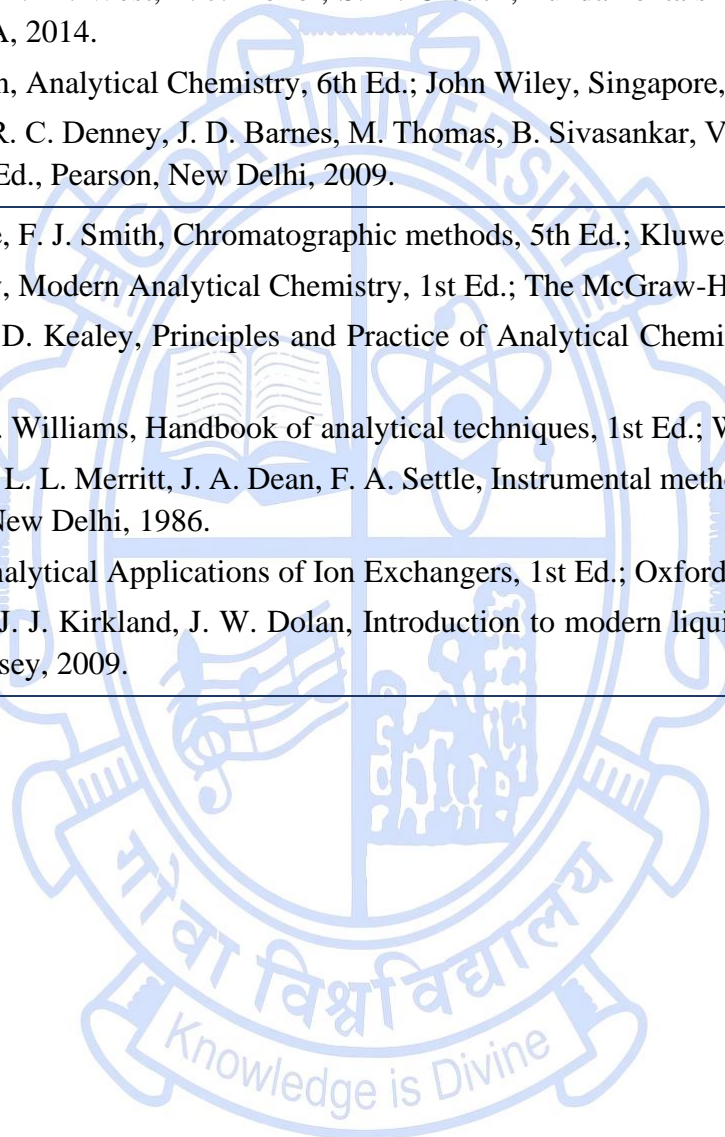 A, 2014.
n, Analytical Chemistry, 6th Ed.; John Wiley, Singapore,
R. C. Denney, J. D. Barnes, M. Thomas, B. Sivasankar, V
Ed., Pearson, New Delhi, 2009.
e, F. J. Smith, Chromatographic methods, 5th Ed.; Kluwe
y, Modern Analytical Chemistry, 1st Ed.; The McGraw-H
D. Kealey, Principles and Practice of Analytical Chemi
. Williams, Handbook of analytical techniques, 1st Ed.; W
L. L. Merritt, J. A. Dean, F. A. Settle, Instrumental metho
New Delhi, 1986.
nalytical Applications of Ion Exchangers, 1st Ed.; Oxford
J. J. Kirkland, J. W. Dolan, Introduction to modern liqui
sey, 2009.
GOA UNIVERSITY
गोंवा विश्वविद्यालय
Knowledge is Divine